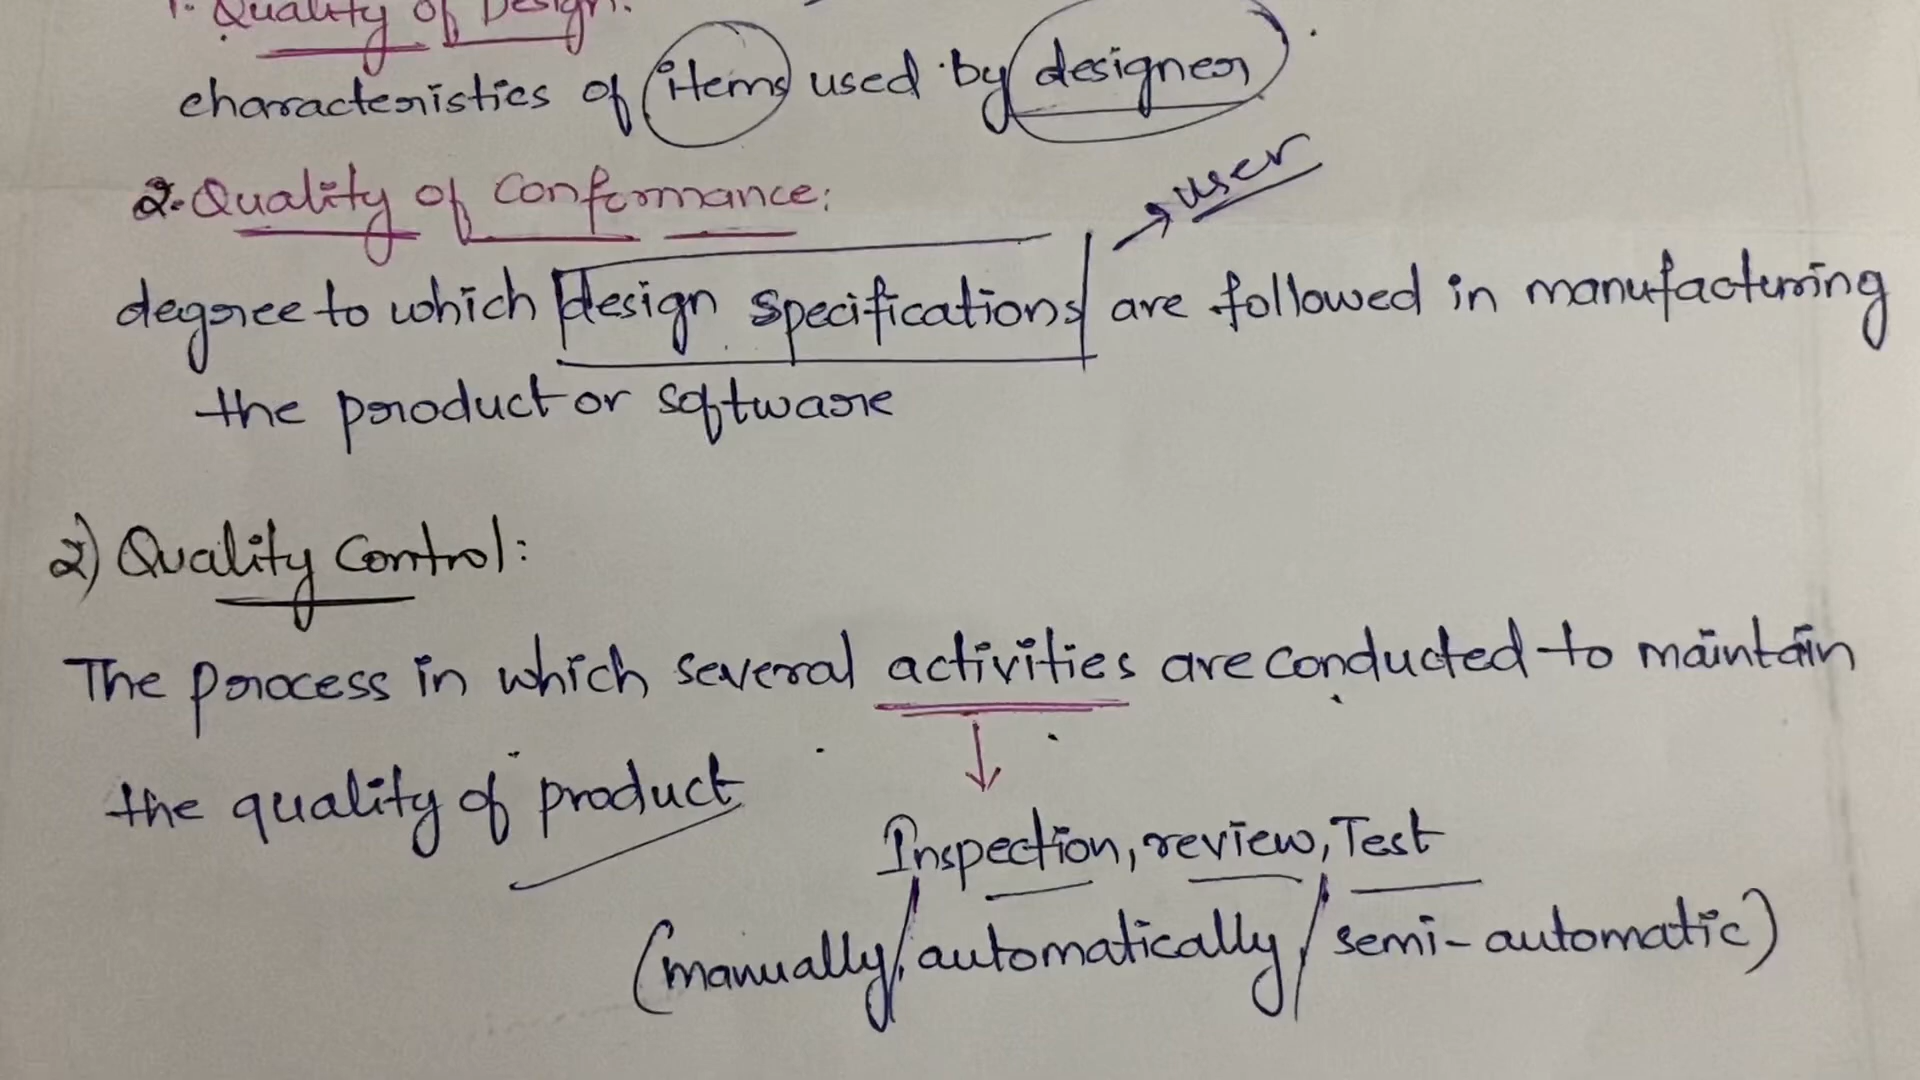 1. Quality of Design:
characteristics of items used by designer
2. Quality of conformance:
→ user
degree to which design specifications are followed in manufacturing
the product or software
2) Quality Control:
The process in which several activities are conducted to maintain
the quality of product
↓
Inspection, review, Test
(manually/automatically/semi-automatic)